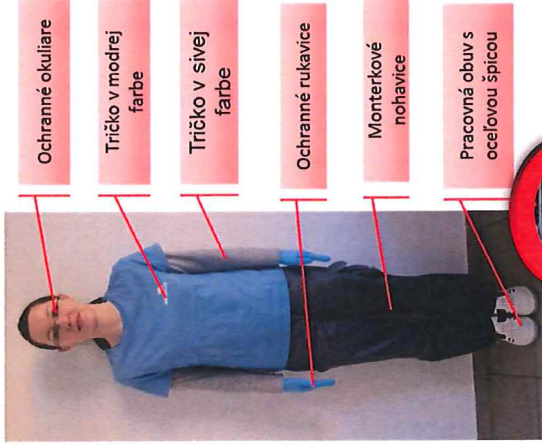 Ochranné okuliare
Tričko v modrej
farbe
Tričko v sivej
farbe
Ochranné rukavice
Monterkové
nohavice
Pracovná obuv s
oceľovou špicou